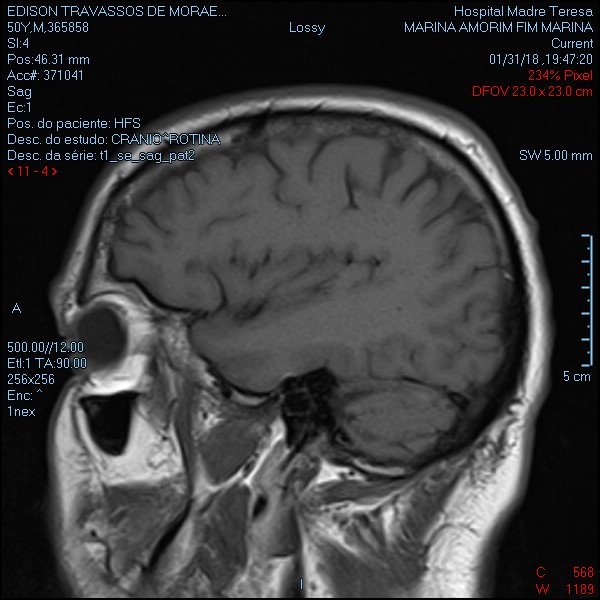 EDISON TRAVASSOS DE MORAE...
50Y,M,365858
Sl:4
Pos:46.31 mm
Acc#: 371041
Sag
Ec:1
Pos. do paciente: HFS
Desc. do estudo: CRANIO^ROTINA
Desc. da série: t1_se_sag_pat2
< 11 - 4 >
Lossy
Hospital Madre Teresa
MARINA AMORIM FIM MARINA
Current
01/31/18 ,19:47:20
234% Pixel
DFOV 23.0 x 23.0 cm
SW 5.00 mm
A
500.00//12.00
Etl:1 TA:90.00
256x256
Enc: ^
1nex
5 cm
I
C 568
W 1189